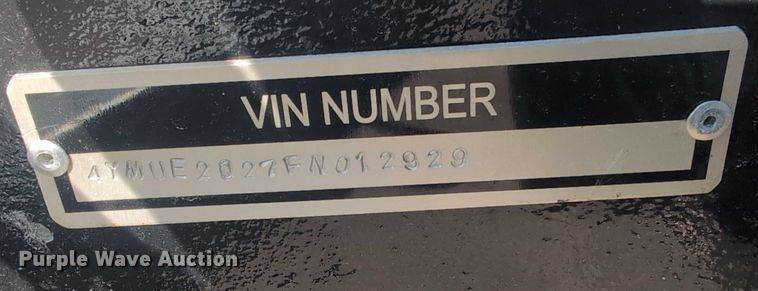 VIN NUMBER
4YMUE2027FN012929
Purple Wave Auction